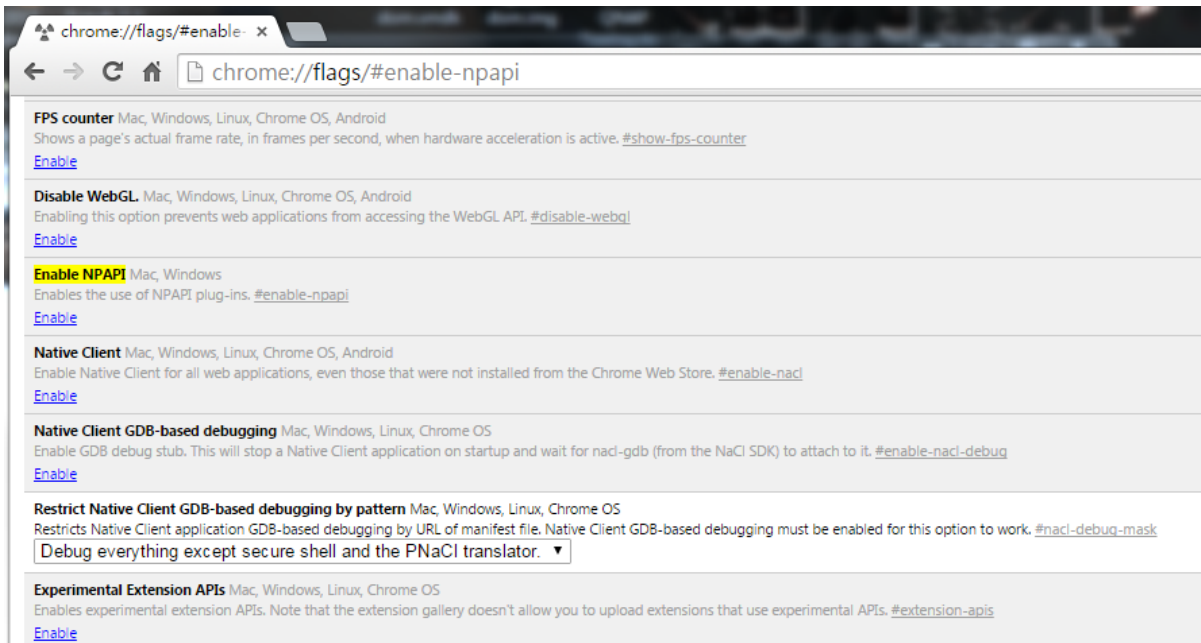 chrome://flags/#enable- ×
chrome://flags/#enable-npapi
FPS counter Mac, Windows, Linux, Chrome OS, Android
Shows a page's actual frame rate, in frames per second, when hardware acceleration is active. #show-fps-counter
Enable
Disable WebGL. Mac, Windows, Linux, Chrome OS, Android
Enabling this option prevents web applications from accessing the WebGL API. #disable-webgl
Enable
Enable NPAPI Mac, Windows
Enables the use of NPAPI plug-ins. #enable-npapi
Enable
Native Client Mac, Windows, Linux, Chrome OS, Android
Enable Native Client for all web applications, even those that were not installed from the Chrome Web Store. #enable-nacl
Enable
Native Client GDB-based debugging Mac, Windows, Linux, Chrome OS
Enable GDB debug stub. This will stop a Native Client application on startup and wait for nacl-gdb (from the NaCl SDK) to attach to it. #enable-nacl-debug
Enable
Restrict Native Client GDB-based debugging by pattern Mac, Windows, Linux, Chrome OS
Restricts Native Client application GDB-based debugging by URL of manifest file. Native Client GDB-based debugging must be enabled for this option to work. #nacl-debug-mask
Debug everything except secure shell and the PNaCl translator. ▼
Experimental Extension APIs Mac, Windows, Linux, Chrome OS
Enables experimental extension APIs. Note that the extension gallery doesn't allow you to upload extensions that use experimental APIs. #extension-apis
Enable